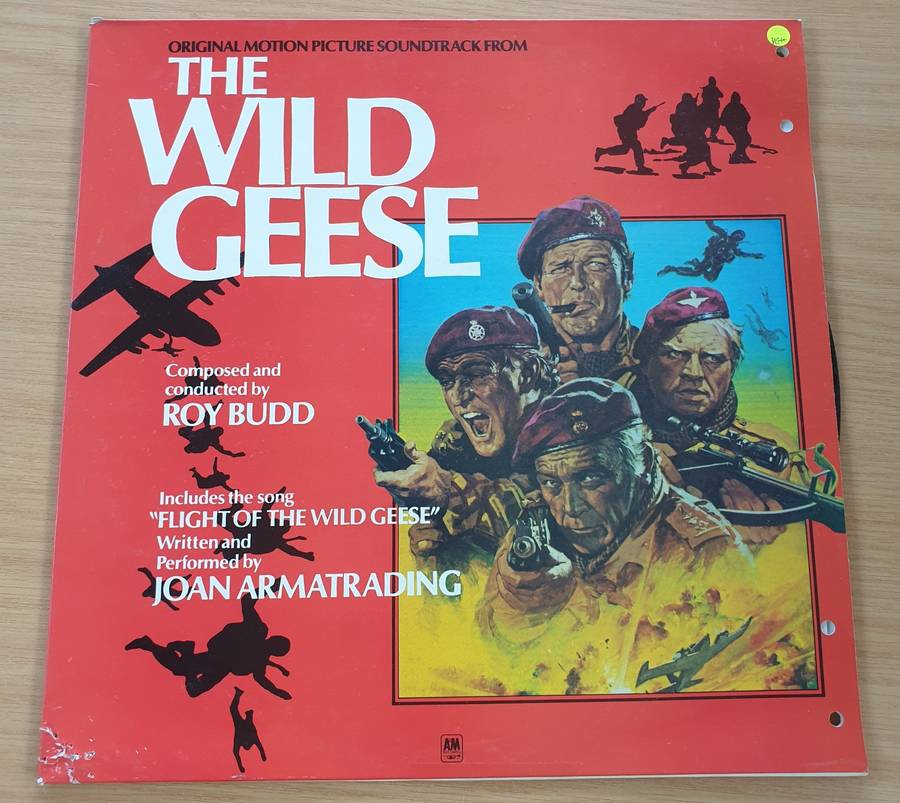 ORIGINAL MOTION PICTURE SOUNDTRACK FROM
THE
WILD
GEESE
Composed and
conducted by
ROY BUDD
Includes the song
"FLIGHT OF THE WILD GEESE"
Written and
Performed by
JOAN ARMATRADING
A&M